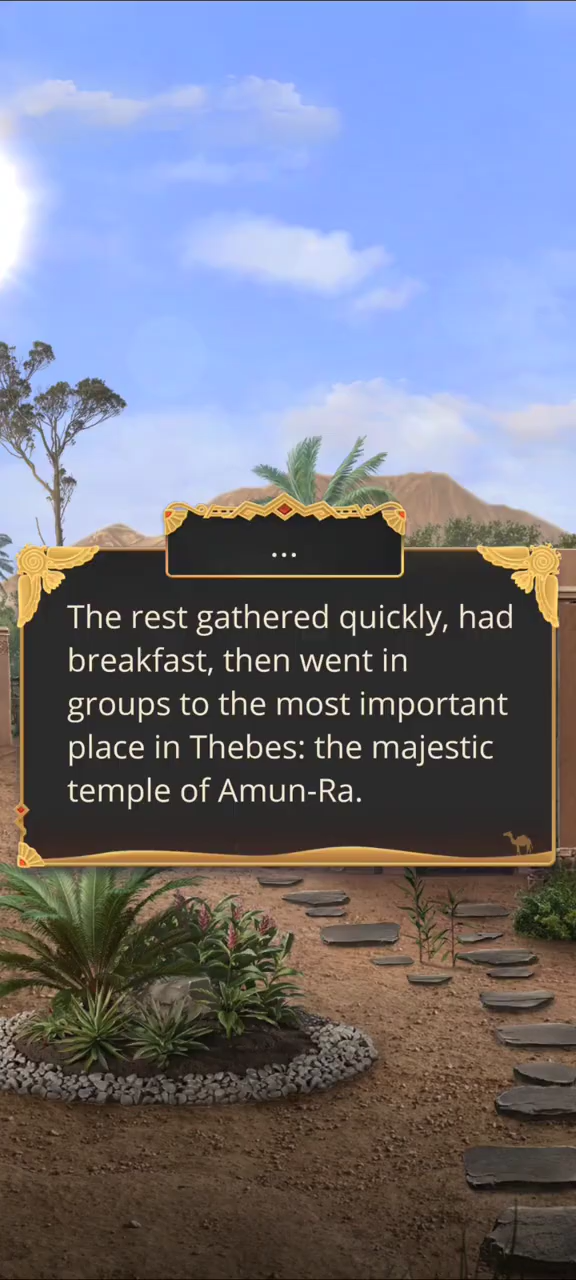 ...
The rest gathered quickly, had
breakfast, then went in
groups to the most important
place in Thebes: the majestic
temple of Amun-Ra.